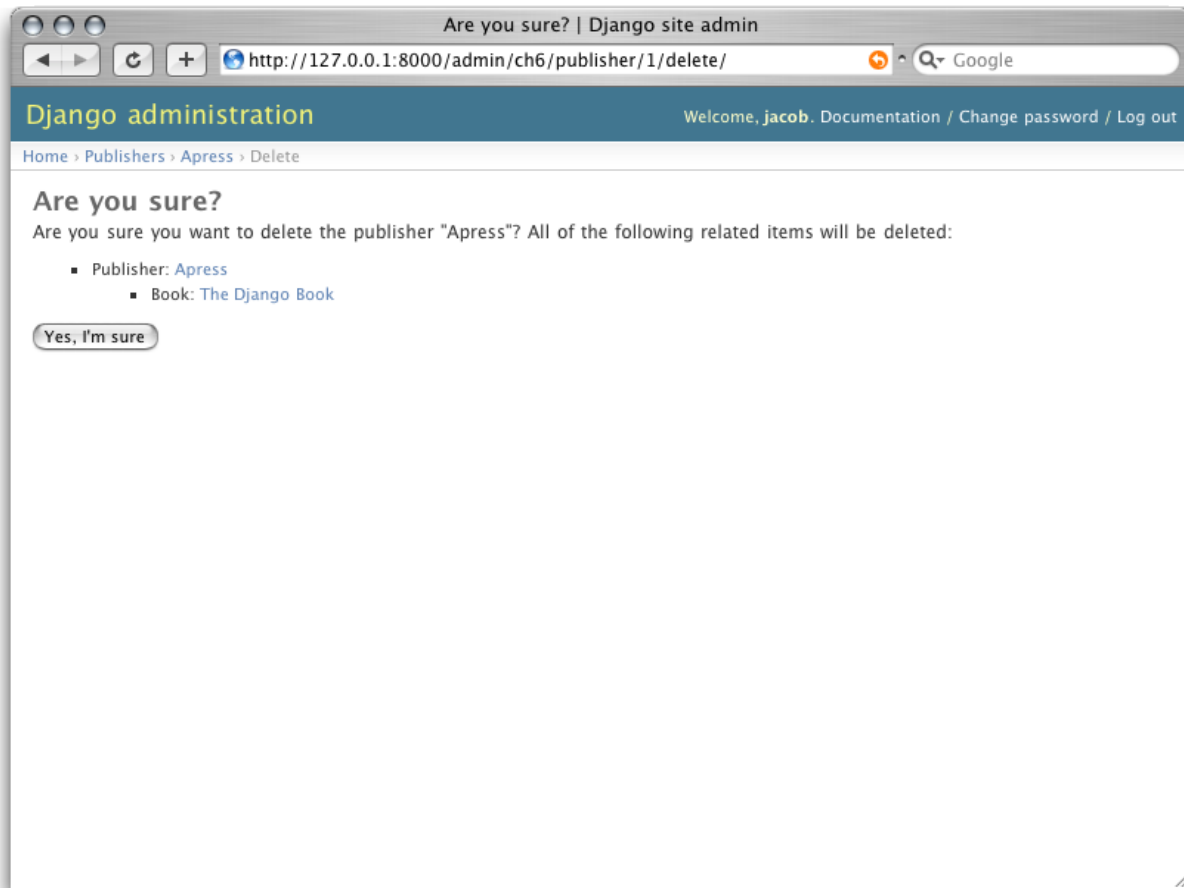 Are you sure? | Django site admin
http://127.0.0.1:8000/admin/ch6/publisher/1/delete/
Google
Django administration
Welcome, jacob. Documentation / Change password / Log out
Home › Publishers › Apress › Delete
Are you sure?
Are you sure you want to delete the publisher "Apress"? All of the following related items will be deleted:
▪ Publisher: Apress
▪ Book: The Django Book
Yes, I'm sure